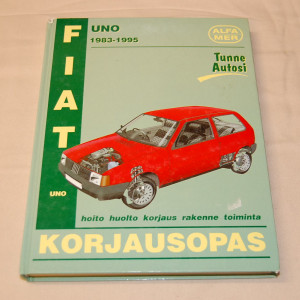 FIAT
UNO
UNO
1983-1995
ALFA
MER
Tunne
Autosi
hoito huolto korjaus rakenne toiminta
KORJAUSOPAS